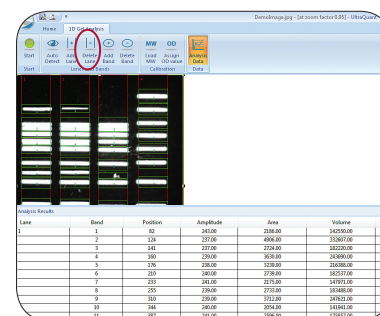 DemoImage.jpg - [at zoom factor 0.95] - UltraQuant
Home 1D Gel Analysis
MW OD
Start Auto Detect Add Lane Delete Lane Add Band Delete Band Load MW Assign OD value Analysis Data
Start Lanes and Bands Calibration Data
Analysis Results
Lane Band Position Amplitude Area Volume
1 1 82 243.00 2186.00 142550.00
2 124 237.00 4906.00 332607.00
3 141 237.00 2724.00 182220.00
4 160 239.00 3630.00 243690.00
5 176 238.00 3239.00 216388.00
6 210 240.00 2739.00 182537.00
7 233 241.00 2175.00 147971.00
8 255 239.00 2733.00 183488.00
9 310 239.00 3712.00 247621.00
10 344 240.00 2054.00 141941.00